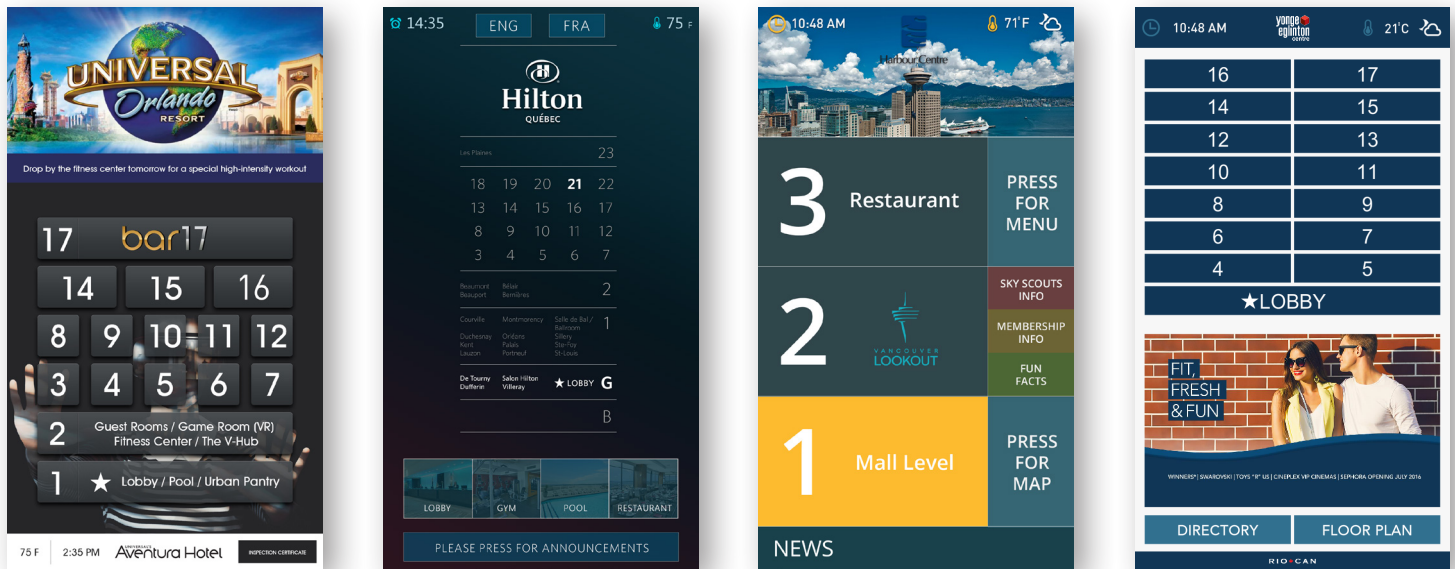 UNIVERSAL
Orlando
RESORT
Drop by the fitness center tomorrow for a special high-intensity workout
17 bar17
14 15 16
8 9 10 11 12
3 4 5 6 7
2 Guest Rooms / Game Room (VR)
Fitness Center / The V-Hub
1 ★ Lobby / Pool / Urban Pantry
75 F 2:35 PM UNIVERSAL'S
Aventura Hotel INSPECTION CERTIFICATE
14:35 ENG FRA 75 F
H
Hilton
QUÉBEC
Les Plaines 23
18 19 20 21 22
13 14 15 16 17
8 9 10 11 12
3 4 5 6 7
Beaumont Bélair 2
Beauport Bernières
Courville Montmorency Salle de Bal / 1
Ballroom
Duchesnay Orléans Sillery
Kent Palais Ste-Foy
Lauzon Portneuf St-Louis
De Tourny Salon Hilton ★ LOBBY G
Dufferin Villeray
B
LOBBY GYM POOL RESTAURANT
PLEASE PRESS FOR ANNOUNCEMENTS
10:48 AM 71°F
Harbour Centre
3 Restaurant PRESS
FOR
MENU
2 VANCOUVER
LOOKOUT
SKY SCOUTS
INFO
MEMBERSHIP
INFO
FUN
FACTS
1 Mall Level PRESS
FOR
MAP
NEWS
10:48 AM yonge
eglinton
centre
21°C
16 17
14 15
12 13
10 11
8 9
6 7
4 5
★LOBBY
FIT,
FRESH
& FUN
WINNERS® | SWAROVSKI | TOYS "R" US | CINEPLEX VIP CINEMAS | SEPHORA OPENING JULY 2016
DIRECTORY FLOOR PLAN
RIO CAN